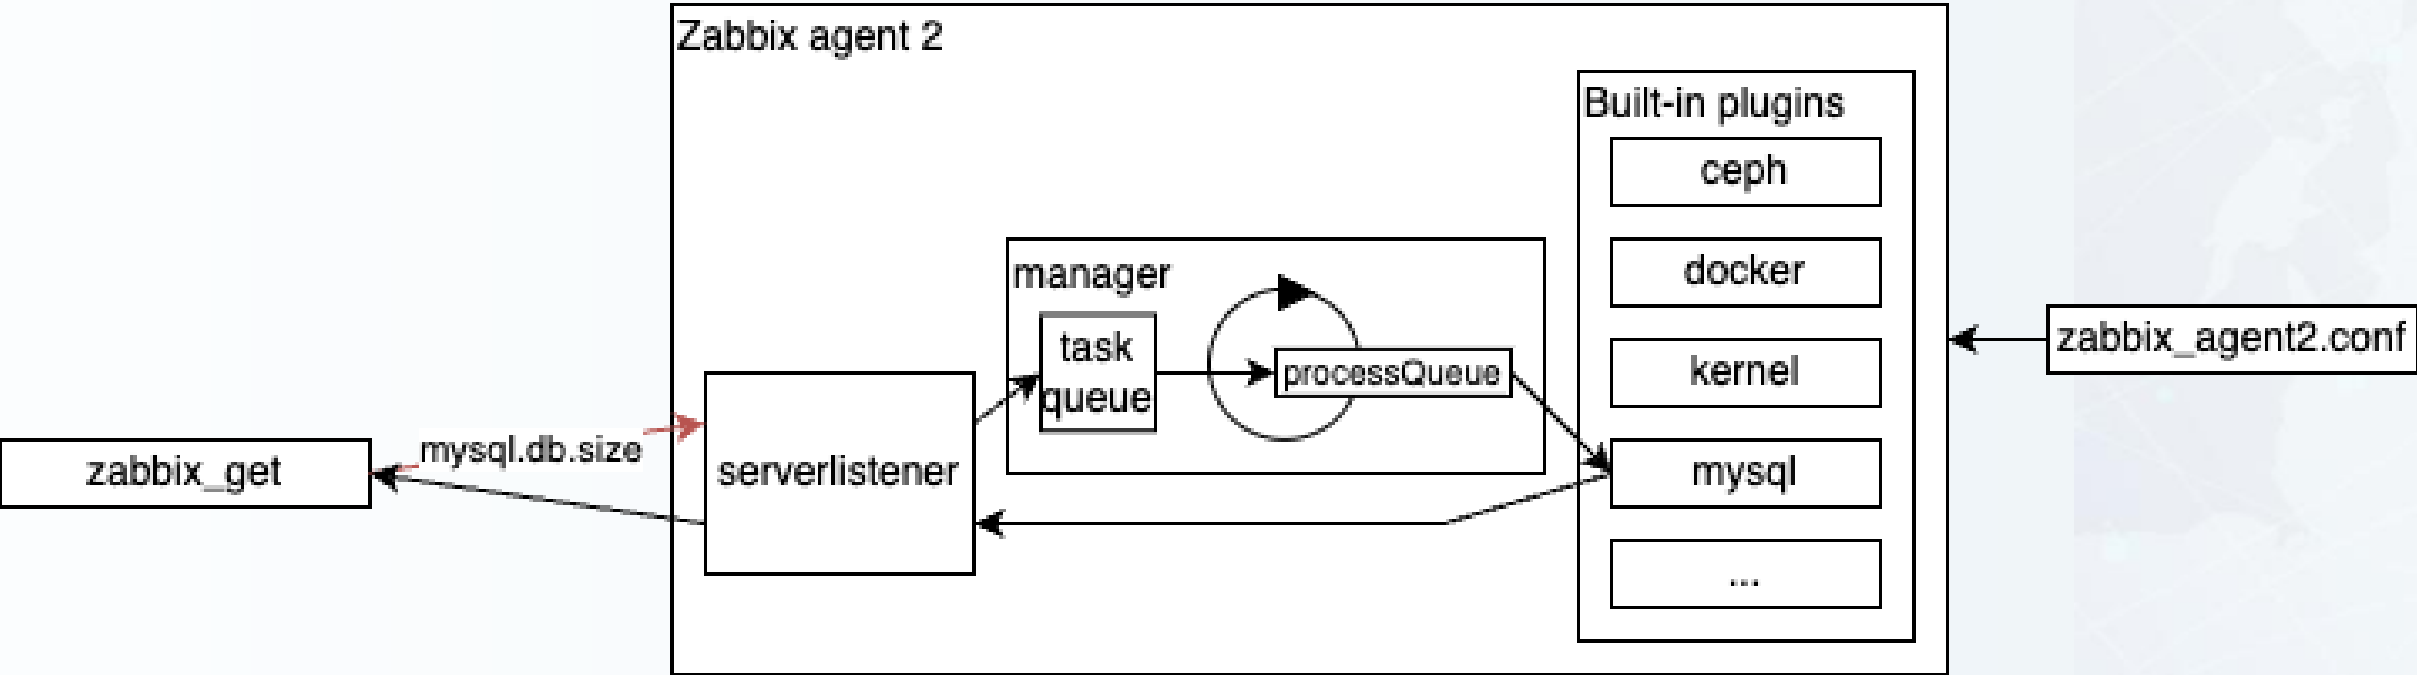 Zabbix agent 2
Built-in plugins
ceph
docker
kernel
mysql
...
manager
task
queue
processQueue
serverlistener
mysql.db.size
zabbix_get
zabbix_agent2.conf